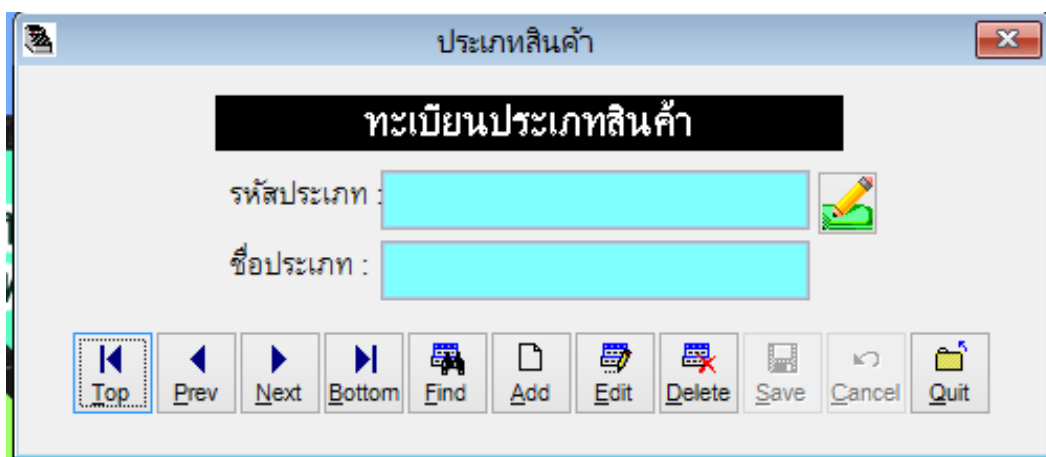 ประเภทสินค้า
ทะเบียนประเภทสินค้า
รหัสประเภท :
ชื่อประเภท :
Top Prev Next Bottom Find Add Edit Delete Save Cancel Quit